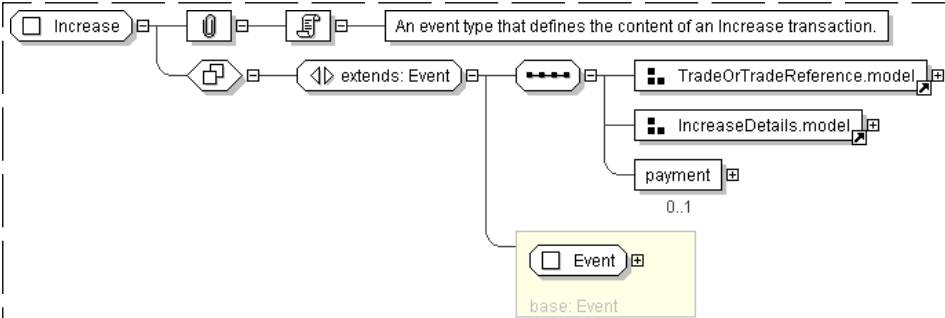 Increase
An event type that defines the content of an Increase transaction.
extends: Event
TradeOrTradeReference.model
IncreaseDetails.model
payment
0..1
Event
base: Event